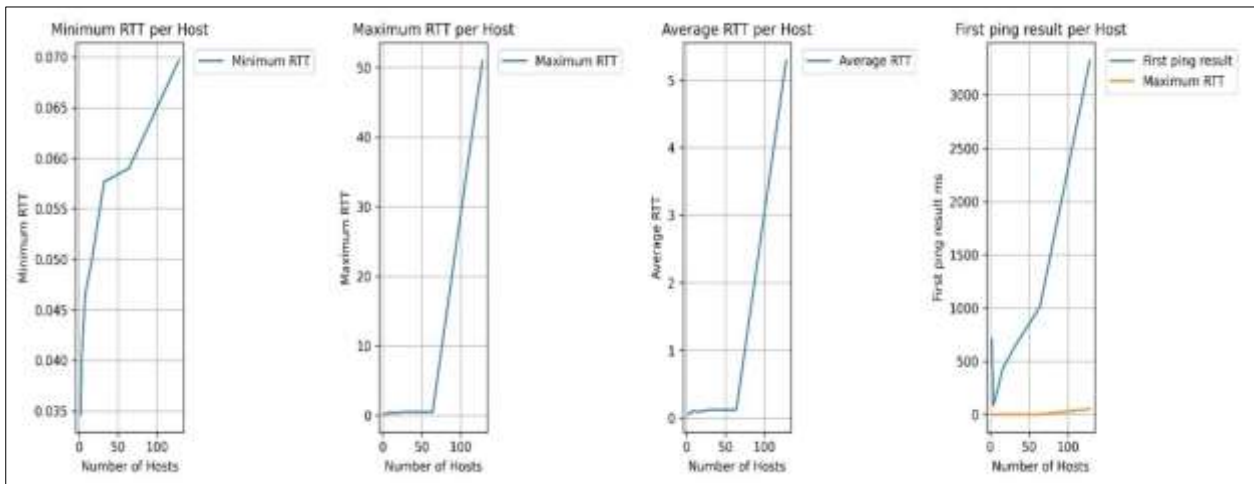 Minimum RTT per Host
Minimum RTT
0.070
0.065
0.060
0.055
0.050
0.045
0.040
0.035
Minimum RTT
0 50 100
Number of Hosts
Maximum RTT per Host
Maximum RTT
50
40
30
20
10
0
Maximum RTT
0 50 100
Number of Hosts
Average RTT per Host
Average RTT
5
4
3
2
1
0
Average RTT
0 50 100
Number of Hosts
First ping result per Host
First ping result
Maximum RTT
3000
2500
2000
1500
1000
500
0
First ping result ms
0 50 100
Number of Hosts